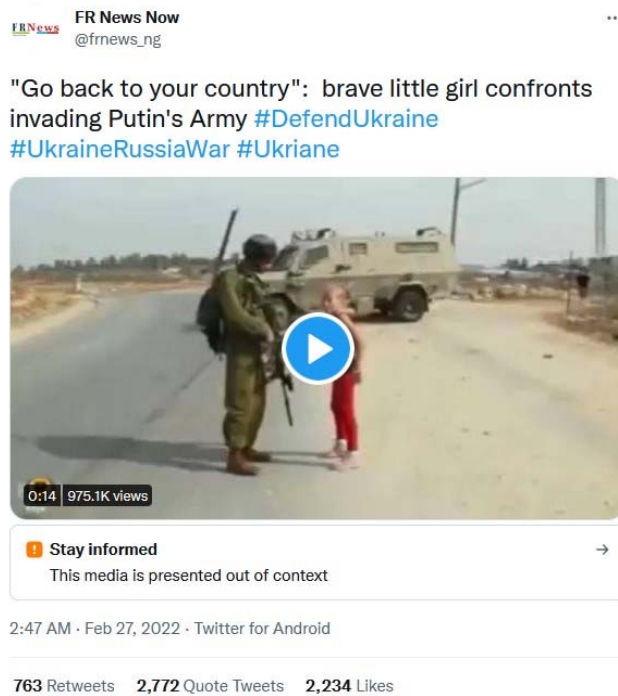 FRNews
FR News Now
@frnews_ng
"Go back to your country": brave little girl confronts
invading Putin's Army #DefendUkraine
#UkraineRussiaWar #Ukriane
0:14 975.1K views
Stay informed
This media is presented out of context
2:47 AM · Feb 27, 2022 · Twitter for Android
763 Retweets 2,772 Quote Tweets 2,234 Likes